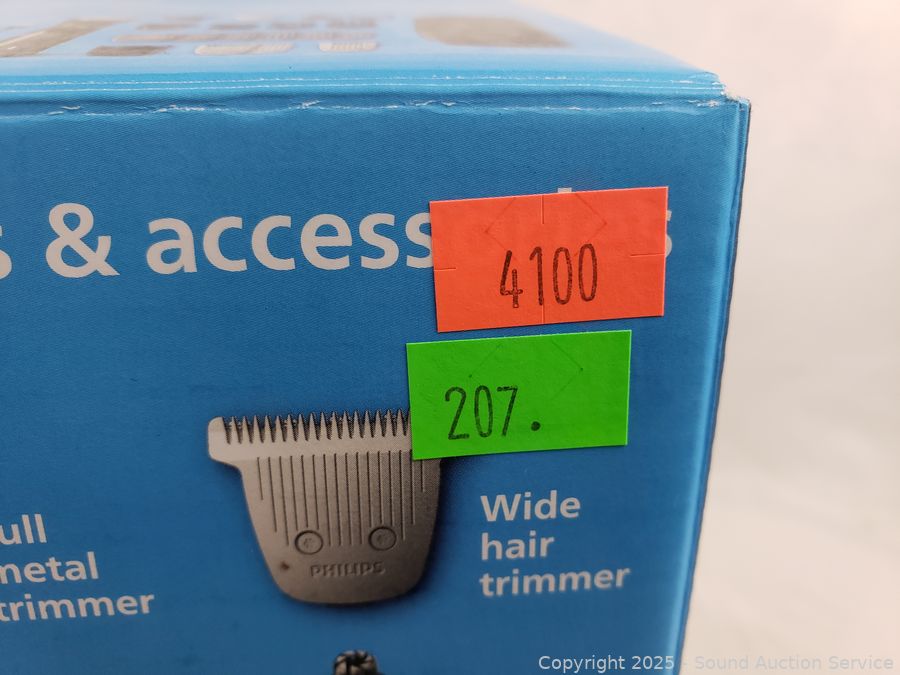 s & access s
4100
207.
PHILIPS
Wide
hair
trimmer
ull
metal
trimmer
Copyright 2025 - Sound Auction Service